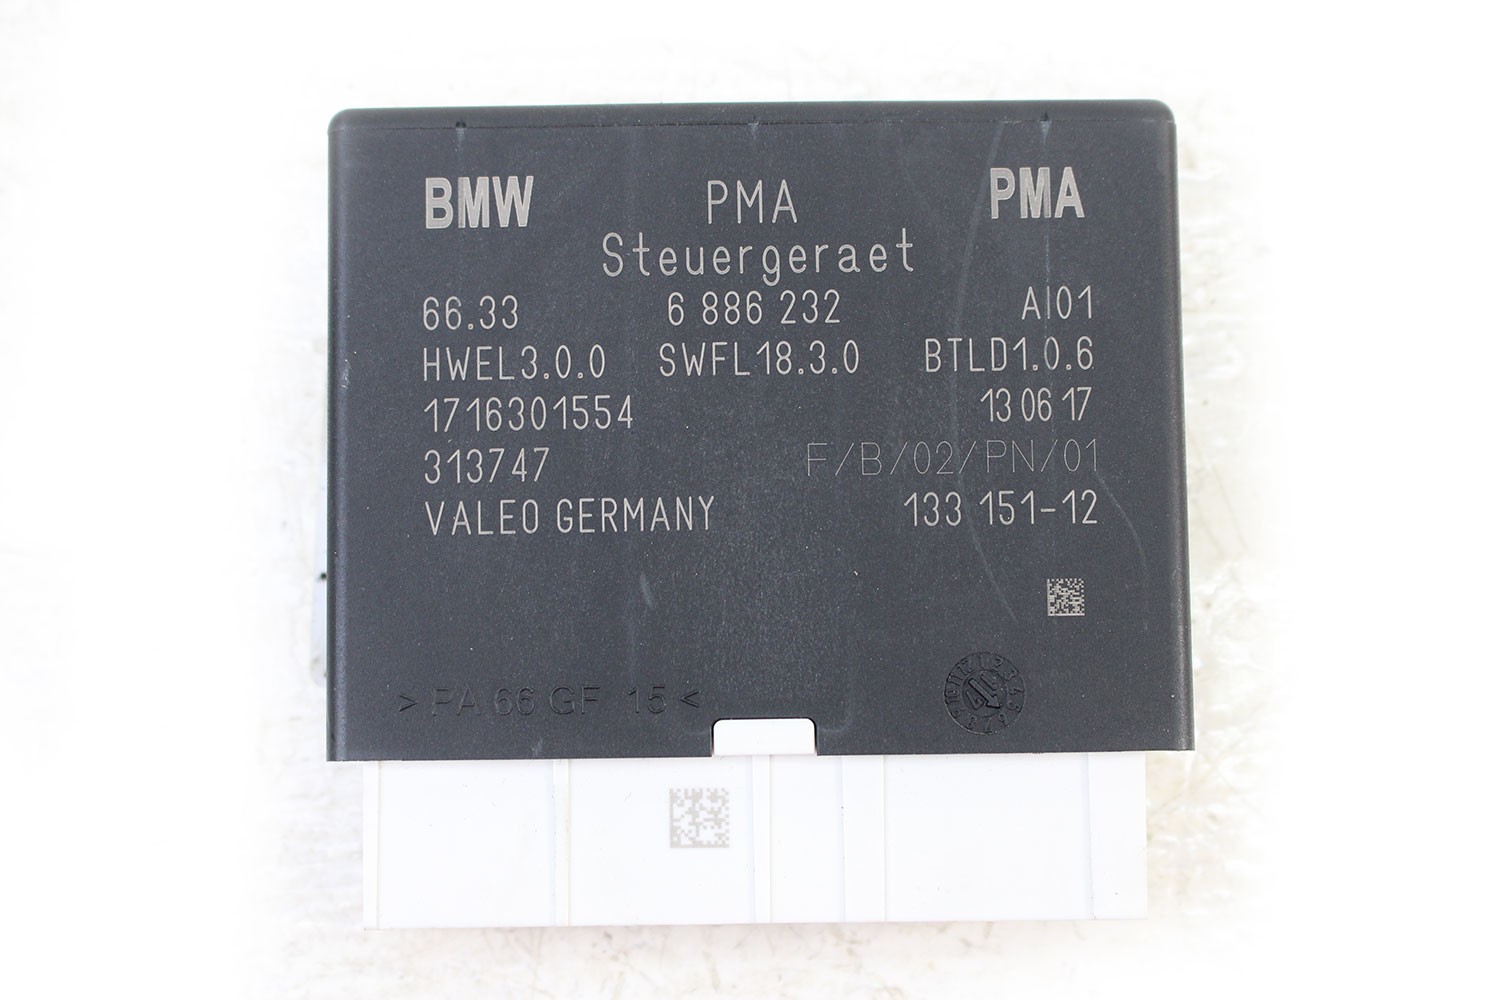 BMW PMA PMA
Steuergeraet
66.33 6 886 232 AI01
HWEL3.0.0 SWFL18.3.0 BTLD1.0.6
1716301554 13 06 17
313747 F/B/02/PN/01
VALEO GERMANY 133 151-12
> PA 66 GF 15 <